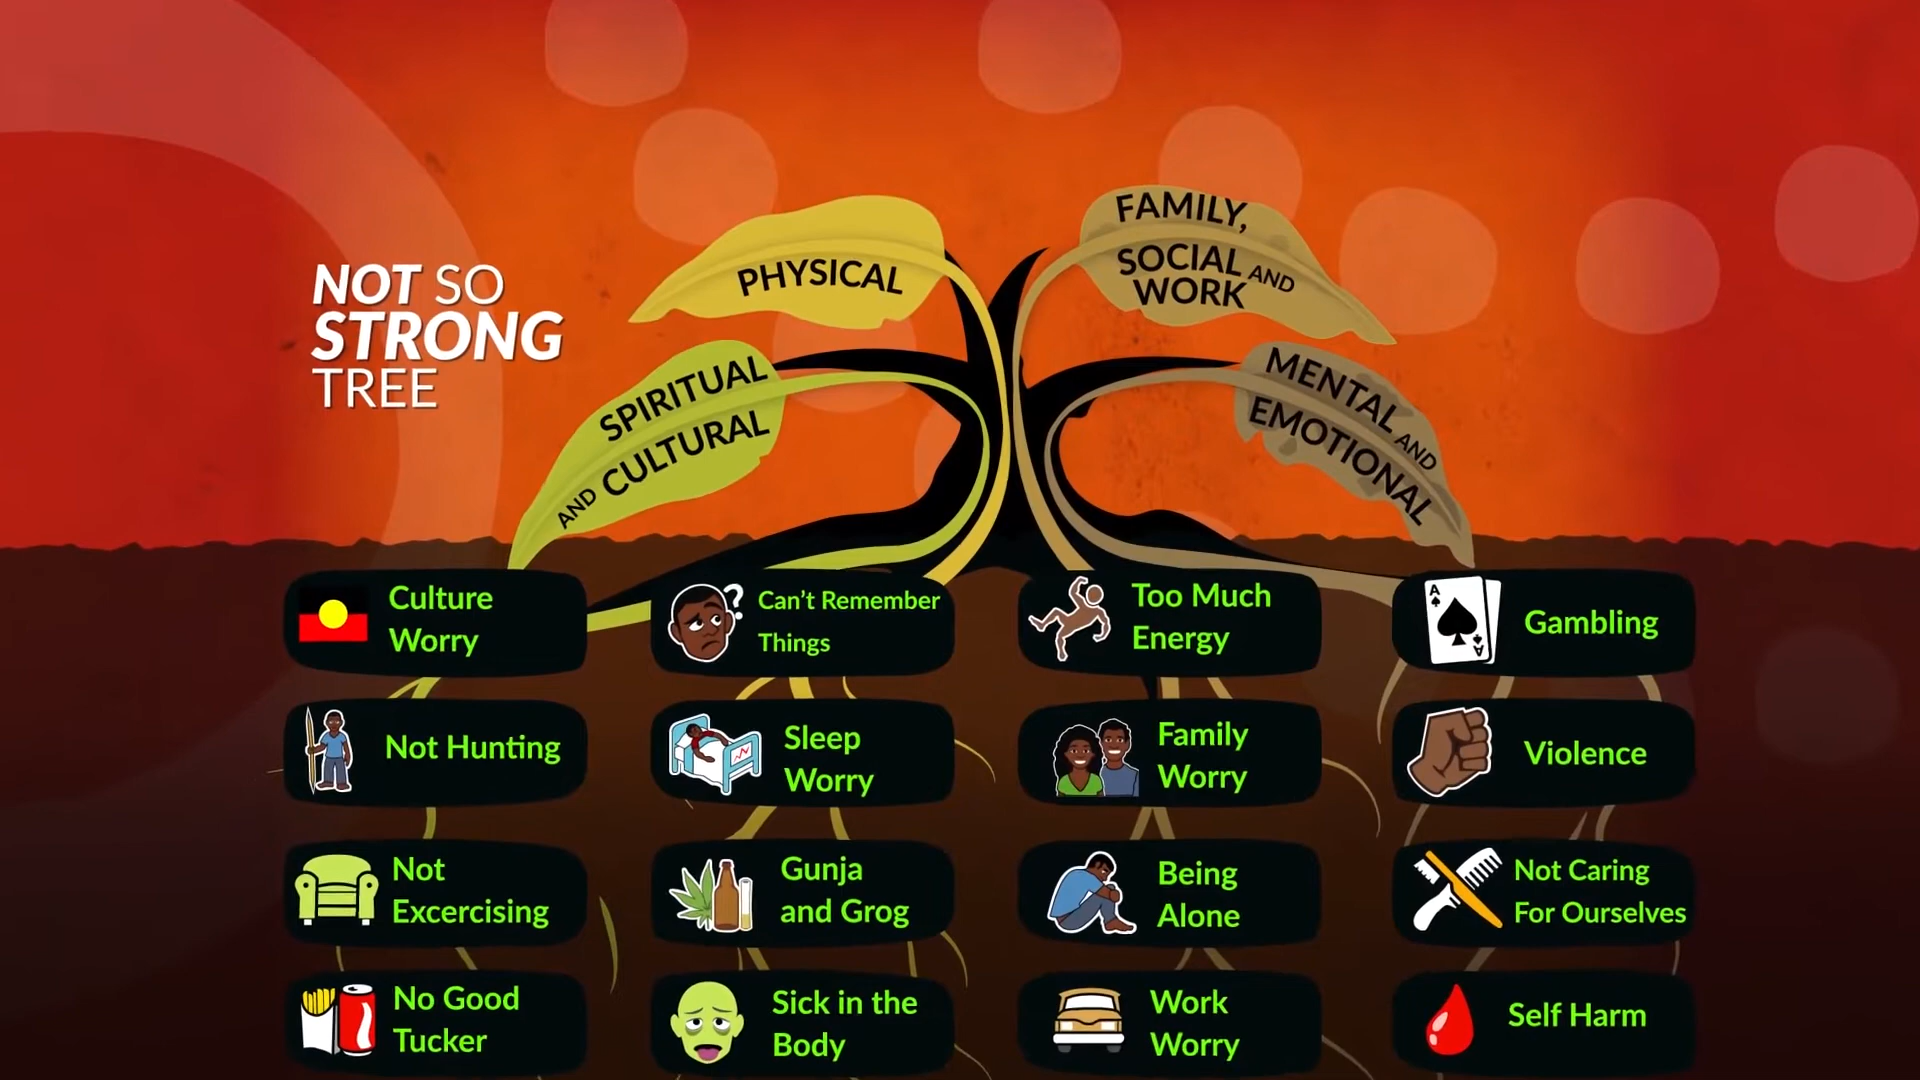 NOT SO
STRONG
TREE
PHYSICAL
FAMILY,
SOCIAL AND
WORK
SPIRITUAL
AND CULTURAL
MENTAL AND
EMOTIONAL
Culture
Worry
Can't Remember
Things
Too Much
Energy
A
A
Gambling
Not Hunting
Sleep
Worry
Family
Worry
Violence
Not
Excercising
Gunja
and Grog
Being
Alone
Not Caring
For Ourselves
No Good
Tucker
Sick in the
Body
Work
Worry
Self Harm